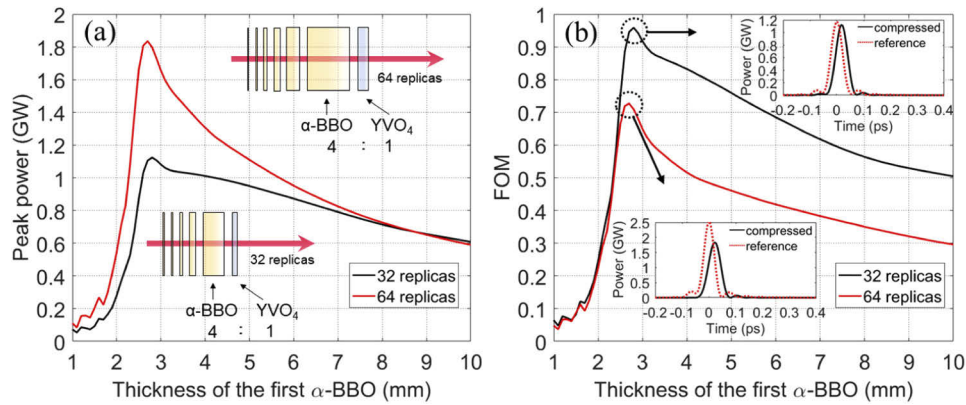 (a)
Peak power (GW)
2
1.8
1.6
1.4
1.2
1
0.8
0.6
0.4
0.2
0
1 2 3 4 5 6 7 8 9 10
Thickness of the first α-BBO (mm)
64 replicas
α-BBO YVO4
4 : 1
32 replicas
α-BBO YVO4
4 : 1
32 replicas
64 replicas
(b)
FOM
1
0.9
0.8
0.7
0.6
0.5
0.4
0.3
0.2
0.1
0
1 2 3 4 5 6 7 8 9 10
Thickness of the first α-BBO (mm)
Power (GW)
1.2
1
0.8
0.6
0.4
0.2
0
-0.2 -0.1 0 0.1 0.2 0.3 0.4
Time (ps)
compressed
reference
Power (GW)
2.5
2
1.5
1
0.5
0
-0.2 -0.1 0 0.1 0.2 0.3 0.4
Time (ps)
compressed
reference
32 replicas
64 replicas